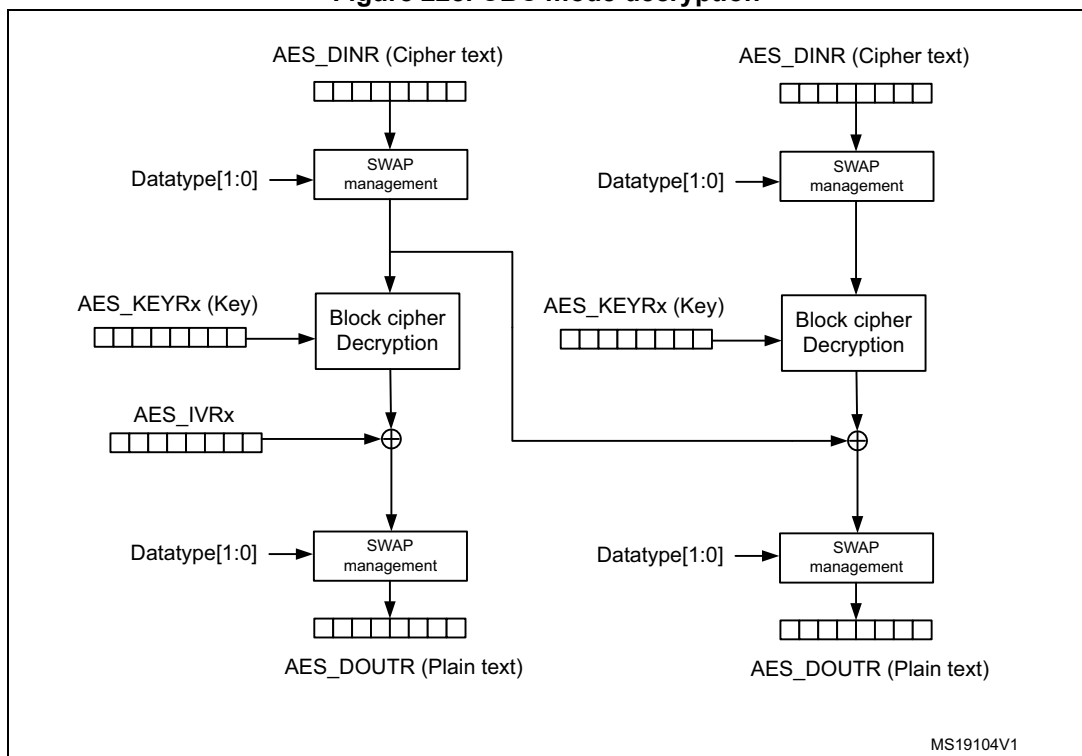 AES_DINR (Cipher text)
AES_DINR (Cipher text)
SWAP
management
Datatype[1:0]
SWAP
management
Datatype[1:0]
AES_KEYRx (Key)
Block cipher
Decryption
AES_KEYRx (Key)
Block cipher
Decryption
AES_IVRx
SWAP
management
Datatype[1:0]
SWAP
management
Datatype[1:0]
AES_DOUTR (Plain text)
AES_DOUTR (Plain text)
MS19104V1